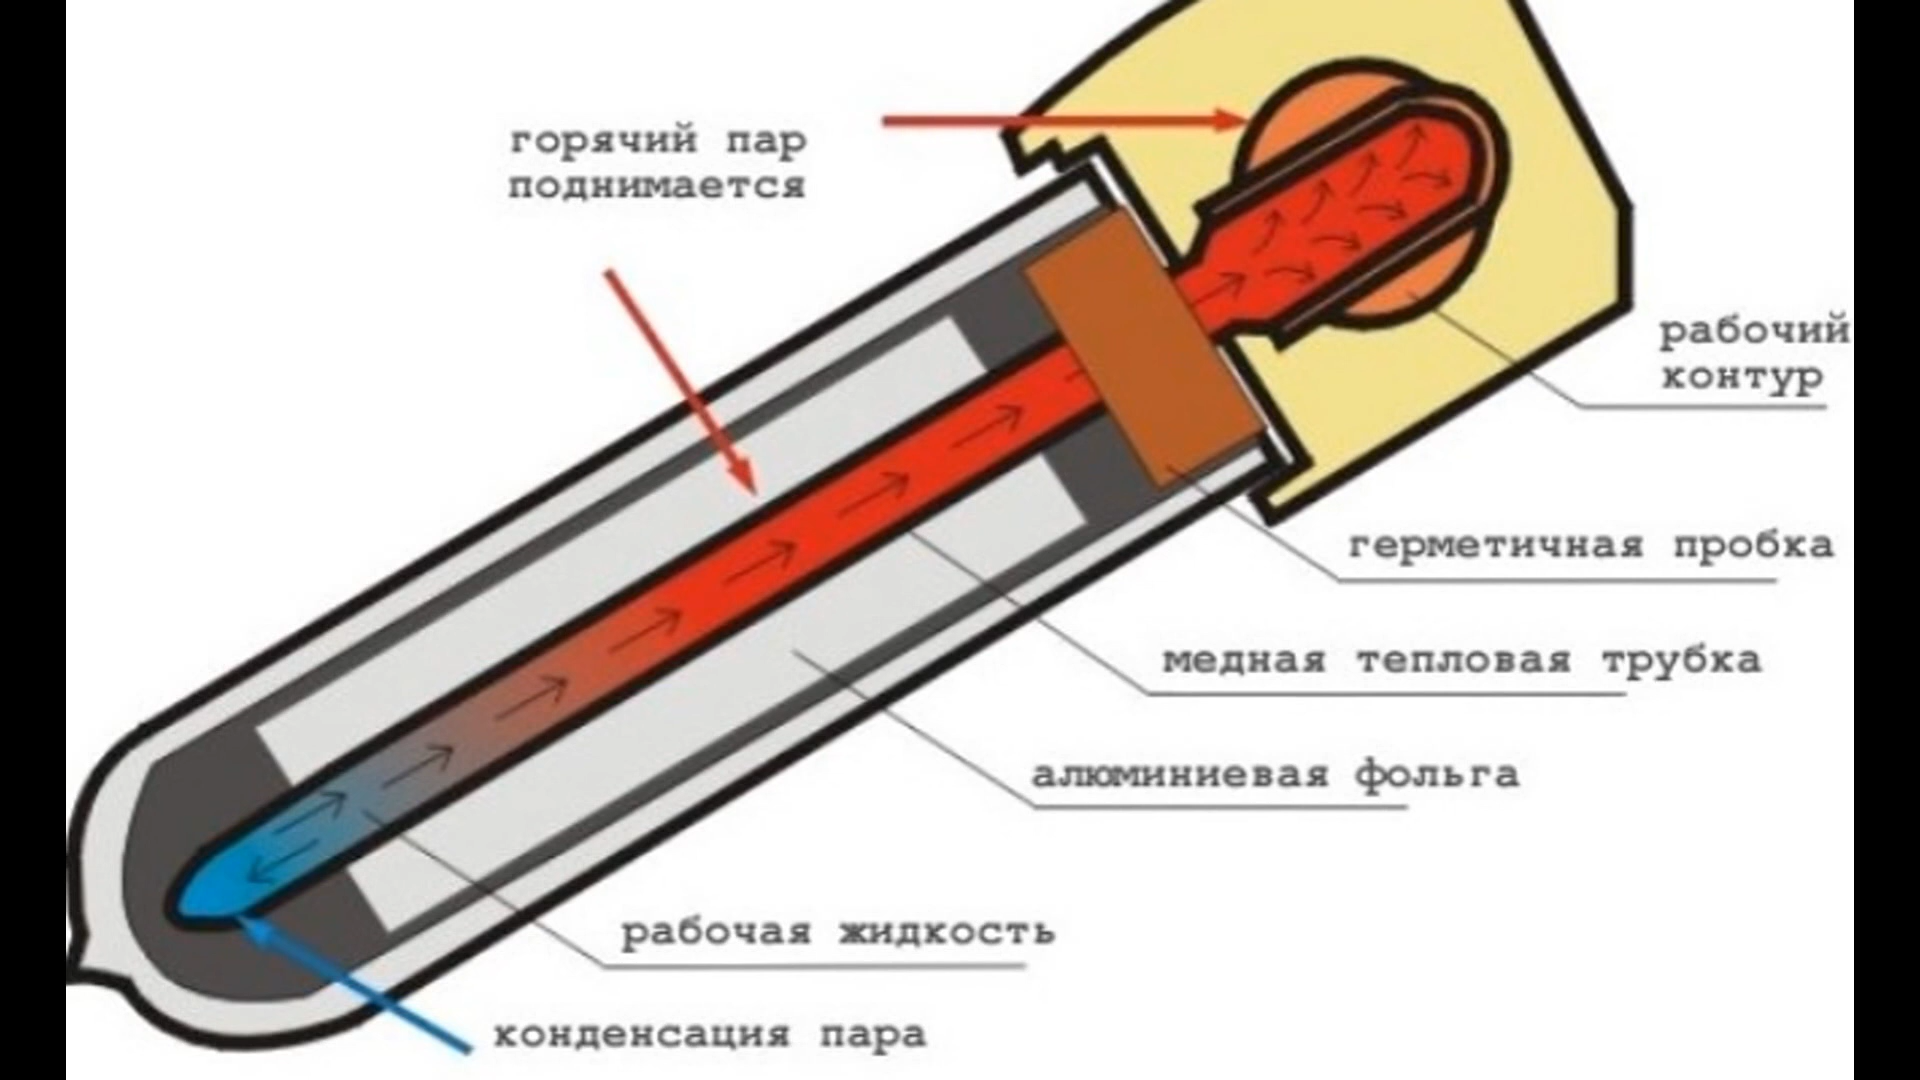 горячий пар
поднимается
рабочий
контур
герметичная пробка
медная тепловая трубка
алюминиевая фольга
рабочая жидкость
конденсация пара